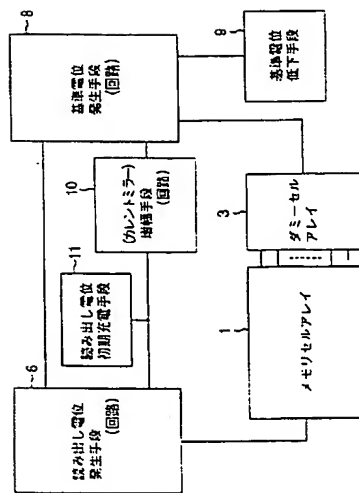 8
基準電位
発生手段
(回路)
9
基準電位
低下手段
10
(カレントミラー)
増幅手段
(回路)
11
読み出し電位
初期充電手段
6
読み出し電位
発生手段
(回路)
3
ダミーセル
アレイ
1
メモリセルアレイ